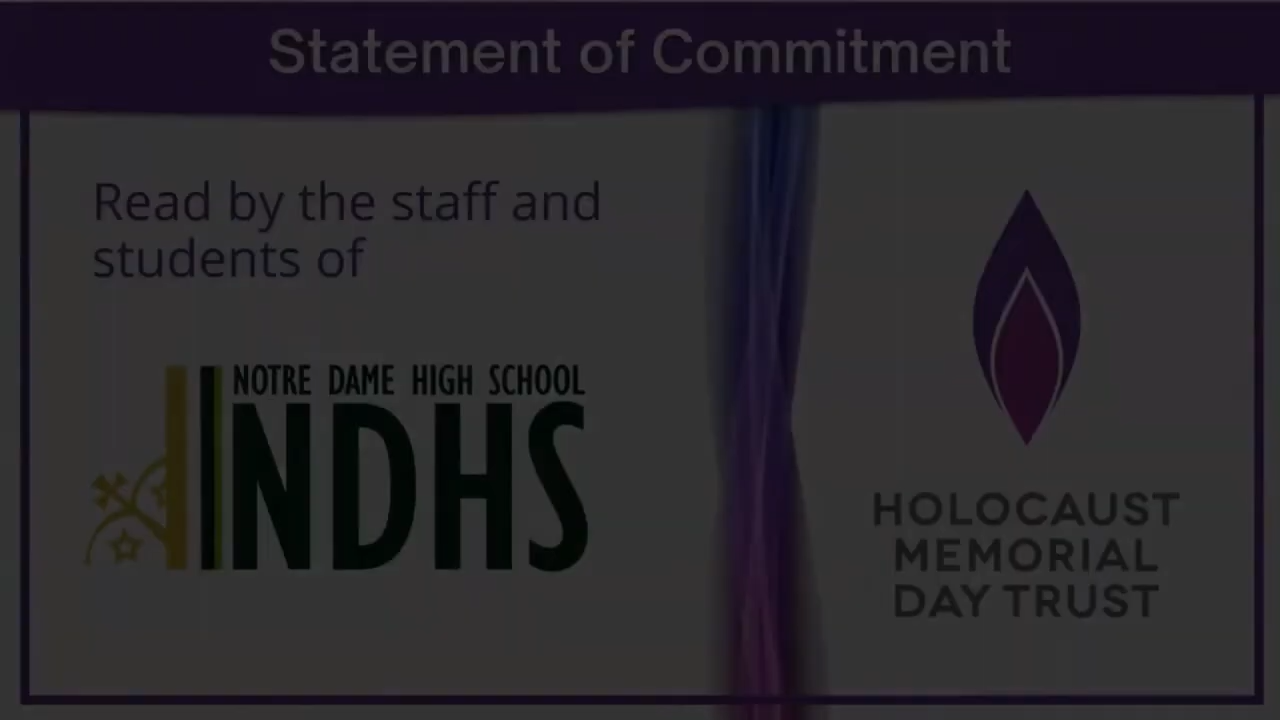 Statement of Commitment
Read by the staff and
students of
NOTRE DAME HIGH SCHOOL
NDHS
HOLOCAUST
MEMORIAL
DAY TRUST